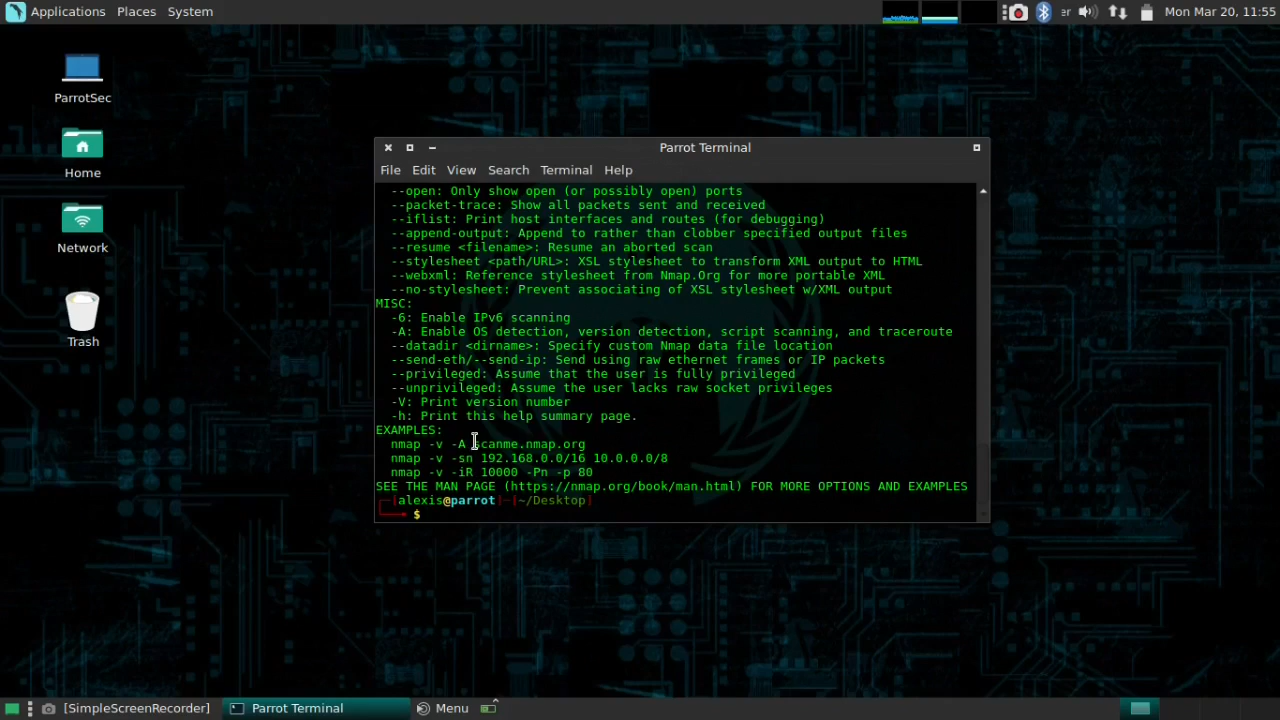 Applications Places System
er
Mon Mar 20, 11:55
ParrotSec
Home
Network
Trash
Parrot Terminal
File Edit View Search Terminal Help
--open: Only show open (or possibly open) ports
--packet-trace: Show all packets sent and received
--iflist: Print host interfaces and routes (for debugging)
--append-output: Append to rather than clobber specified output files
--resume <filename>: Resume an aborted scan
--stylesheet <path/URL>: XSL stylesheet to transform XML output to HTML
--webxml: Reference stylesheet from Nmap.Org for more portable XML
--no-stylesheet: Prevent associating of XSL stylesheet w/XML output
MISC:
-6: Enable IPv6 scanning
-A: Enable OS detection, version detection, script scanning, and traceroute
--datadir <dirname>: Specify custom Nmap data file location
--send-eth/--send-ip: Send using raw ethernet frames or IP packets
--privileged: Assume that the user is fully privileged
--unprivileged: Assume the user lacks raw socket privileges
-V: Print version number
-h: Print this help summary page.
EXAMPLES:
nmap -v -A scanme.nmap.org
nmap -v -sn 192.168.0.0/16 10.0.0.0/8
nmap -v -iR 10000 -Pn -p 80
SEE THE MAN PAGE (https://nmap.org/book/man.html) FOR MORE OPTIONS AND EXAMPLES
┌─[alexis@parrot]─[~/Desktop]
└──╼ $
[SimpleScreenRecorder] Parrot Terminal Menu